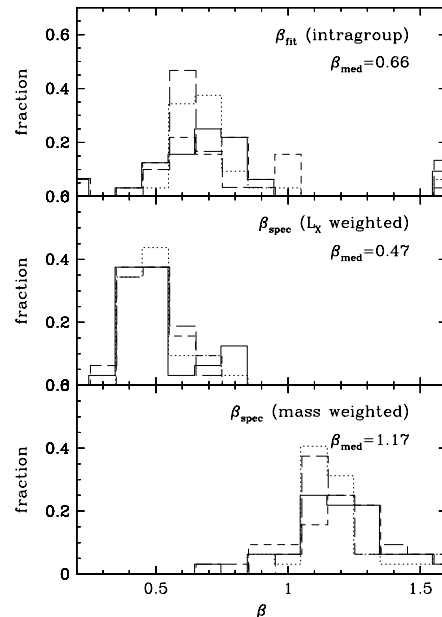 β_fit (intragroup)
β_med=0.66
fraction
0.6
0.4
0.2
0.0
β_spec (L_X weighted)
β_med=0.47
fraction
0.4
0.2
β_spec (mass weighted)
β_med=1.17
fraction
0.4
0.2
0
0.5 1 1.5
β